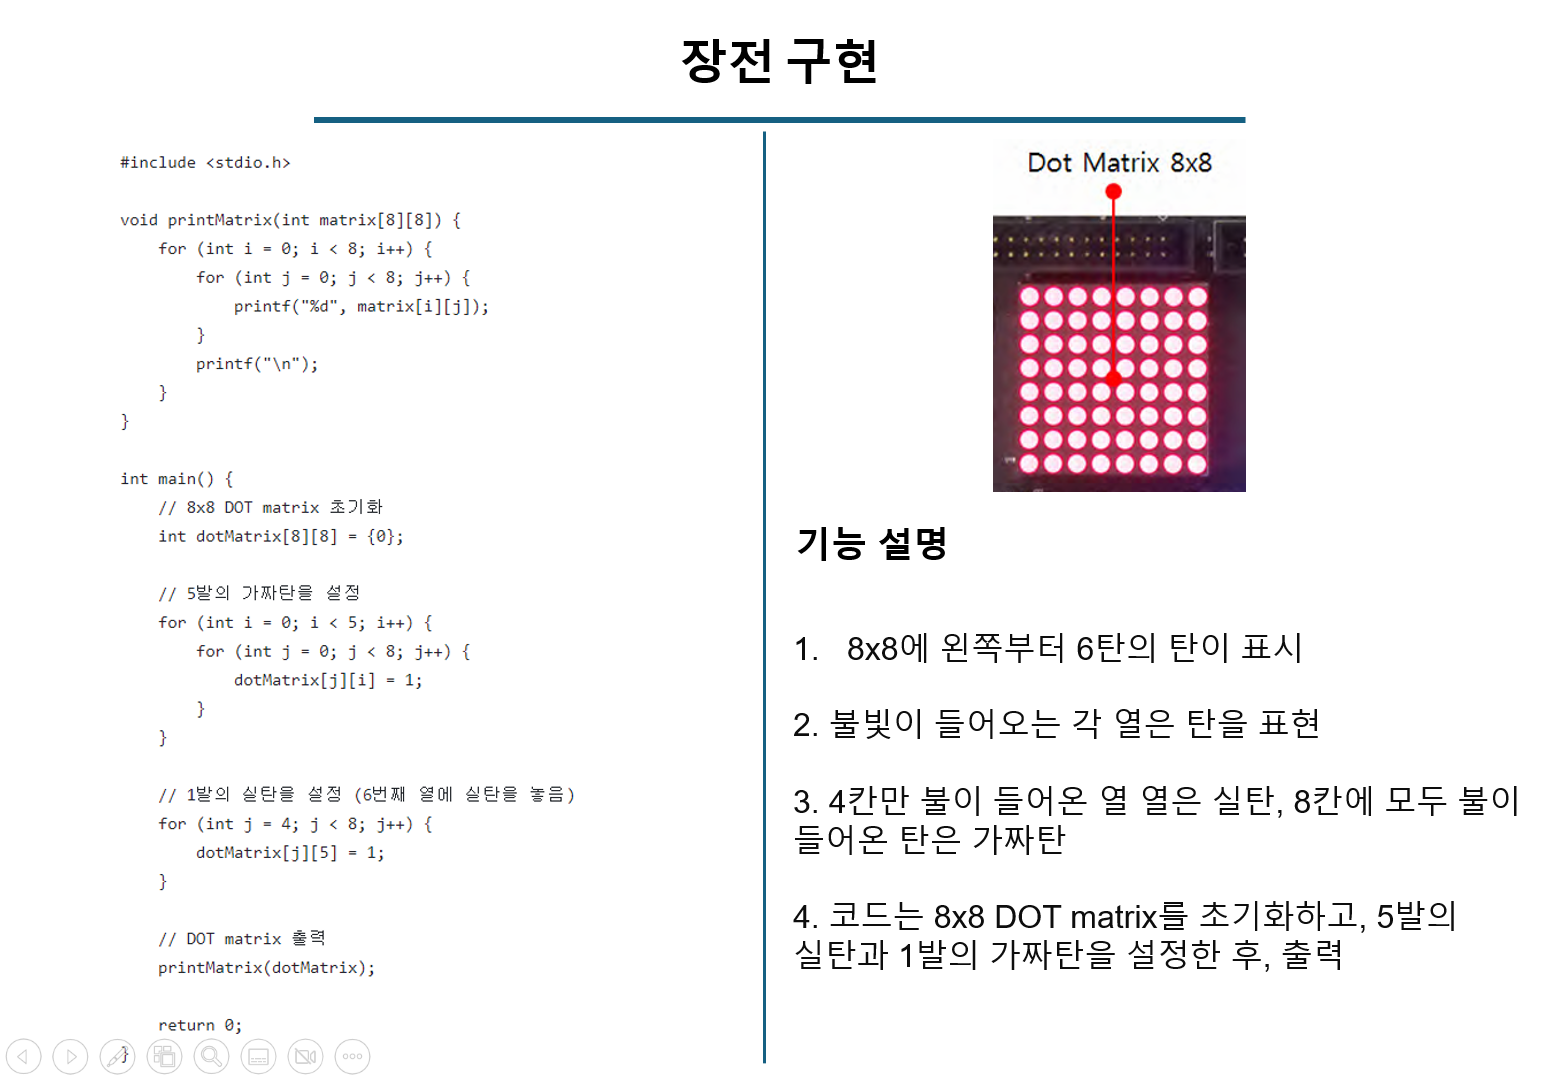 장전 구현
#include <stdio.h>
void printMatrix(int matrix[8][8]) {
    for (int i = 0; i < 8; i++) {
        for (int j = 0; j < 8; j++) {
            printf("%d", matrix[i][j]);
        }
        printf("\n");
    }
}
int main() {
    // 8x8 DOT matrix 초기화
    int dotMatrix[8][8] = {0};
    // 5발의 가짜탄을 설정
    for (int i = 0; i < 5; i++) {
        for (int j = 0; j < 8; j++) {
            dotMatrix[j][i] = 1;
        }
    }
    // 1발의 실탄을 설정 (6번째 열에 실탄을 놓음)
    for (int j = 4; j < 8; j++) {
        dotMatrix[j][5] = 1;
    }
    // DOT matrix 출력
    printMatrix(dotMatrix);
    return 0;
}
Dot Matrix 8x8
기능 설명
1. 8x8에 왼쪽부터 6탄의 탄이 표시
2. 불빛이 들어오는 각 열은 탄을 표현
3. 4칸만 불이 들어온 열 열은 실탄, 8칸에 모두 불이
들어온 탄은 가짜탄
4. 코드는 8x8 DOT matrix를 초기화하고, 5발의
실탄과 1발의 가짜탄을 설정한 후, 출력